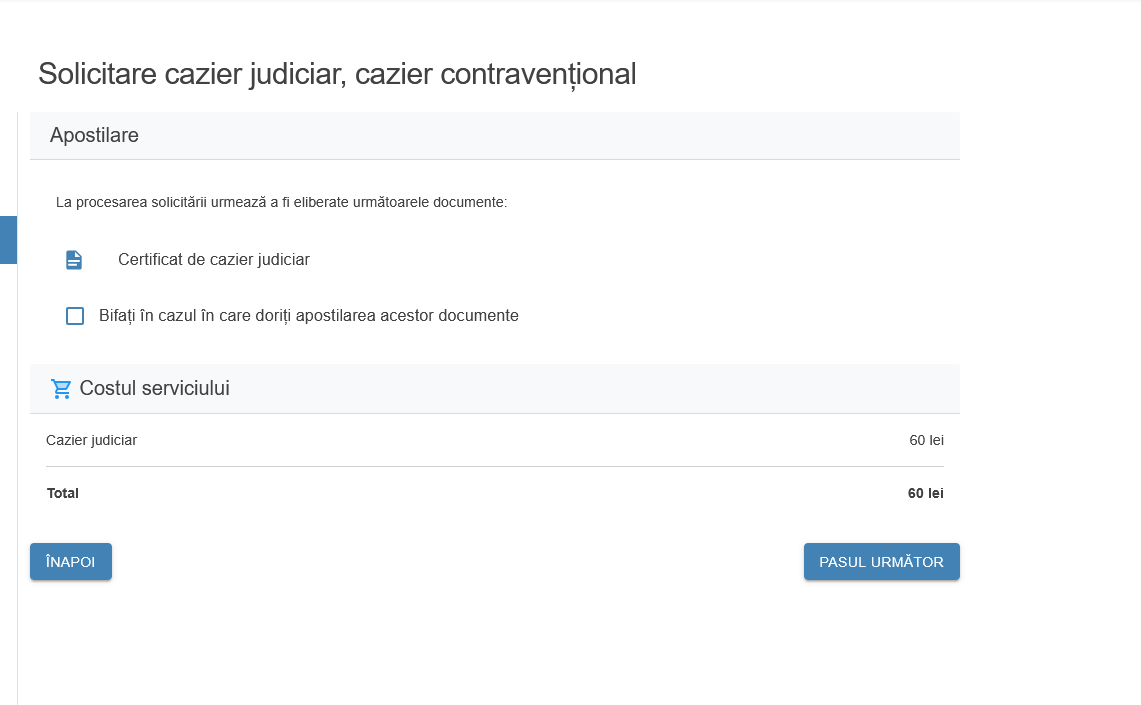 Solicitare cazier judiciar, cazier contravențional
Apostilare
La procesarea solicitării urmează a fi eliberate următoarele documente:
Certificat de cazier judiciar
Bifați în cazul în care doriți apostilarea acestor documente
Costul serviciului
Cazier judiciar 60 lei
Total 60 lei
ÎNAPOI PASUL URMĂTOR